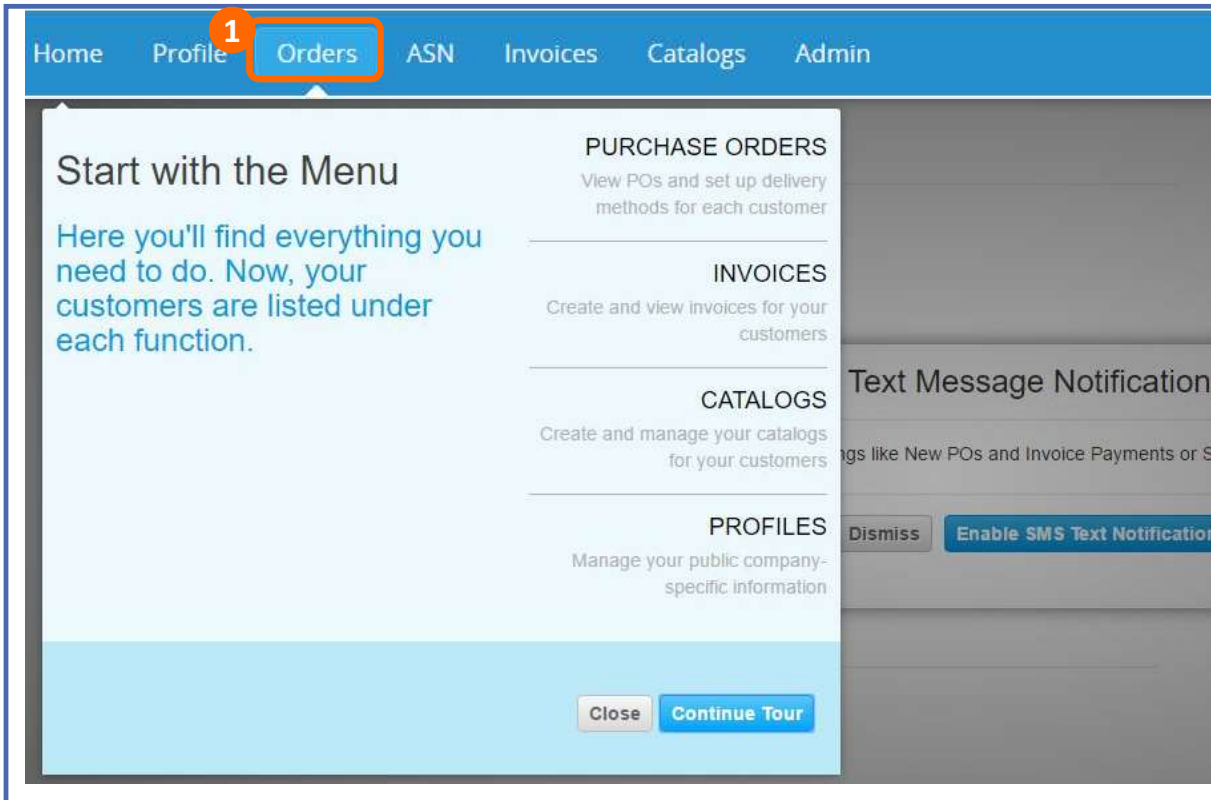 Home Profile 1 Orders ASN Invoices Catalogs Admin
Start with the Menu
Here you'll find everything you
need to do. Now, your
customers are listed under
each function.
PURCHASE ORDERS
View POs and set up delivery
methods for each customer
INVOICES
Create and view invoices for your
customers
CATALOGS
Create and manage your catalogs
for your customers
PROFILES
Manage your public company-
specific information
Close Continue Tour
Text Message Notification
like New POs and Invoice Payments or
Dismiss Enable SMS Text